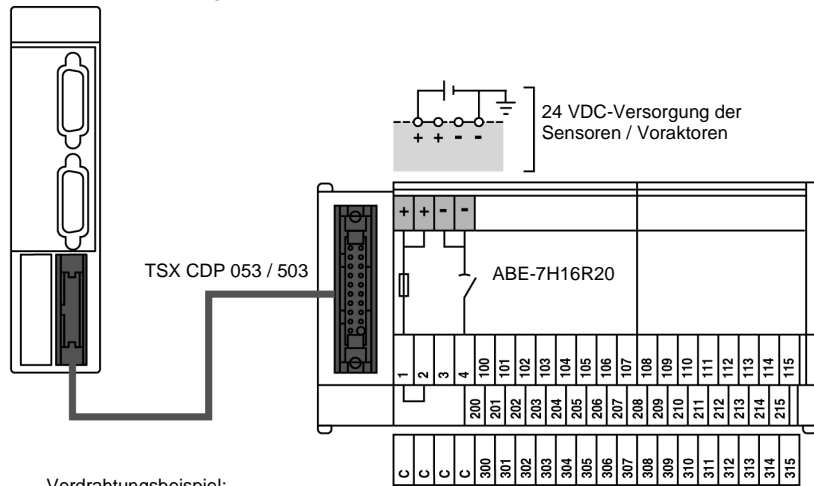 24 VDC-Versorgung der
Sensoren / Voraktoren
+ + - -
+ + - -
TSX CDP 053 / 503
ABE-7H16R20
1 2 3 4 100 101 102 103 104 105 106 107 108 109 110 111 112 113 114 115
200 201 202 203 204 205 206 207 208 209 210 211 212 213 214 215
C C C C 300 301 302 303 304 305 306 307 308 309 310 311 312 313 314 315
Verdrahtungsbeispiel: